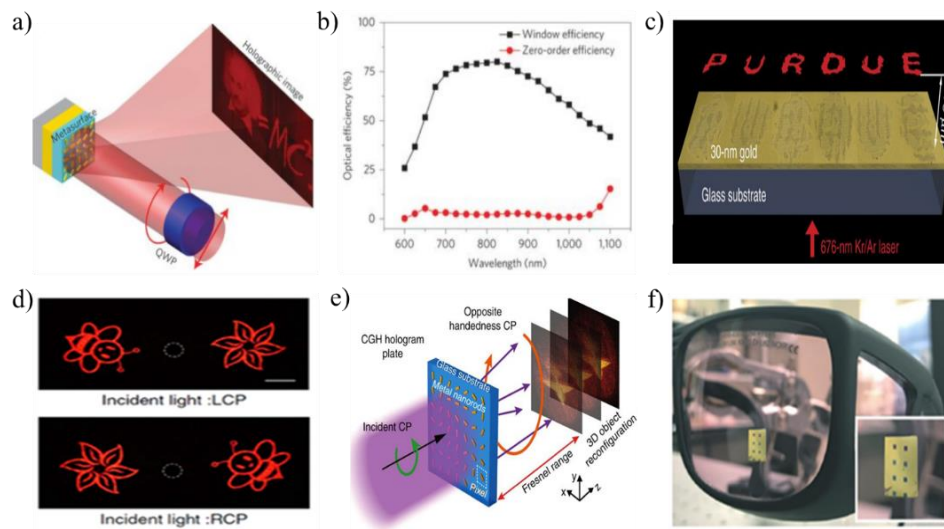 a)
Metasurface
Holographic image
QWP
b)
Window efficiency
Zero-order efficiency
Optical efficiency (%)
100
75
50
25
0
600
700
800
900
1,000
1,100
Wavelength (nm)
c)
PURDUE
30-nm gold
Glass substrate
676-nm Kr/Ar laser
d)
Incident light :LCP
Incident light :RCP
e)
CGH hologram
plate
Opposite
handedness CP
Glass substrate
Metal nanorods
Incident CP
Pixel
Fresnel range
3D object
reconfiguration
y
x
z
f)